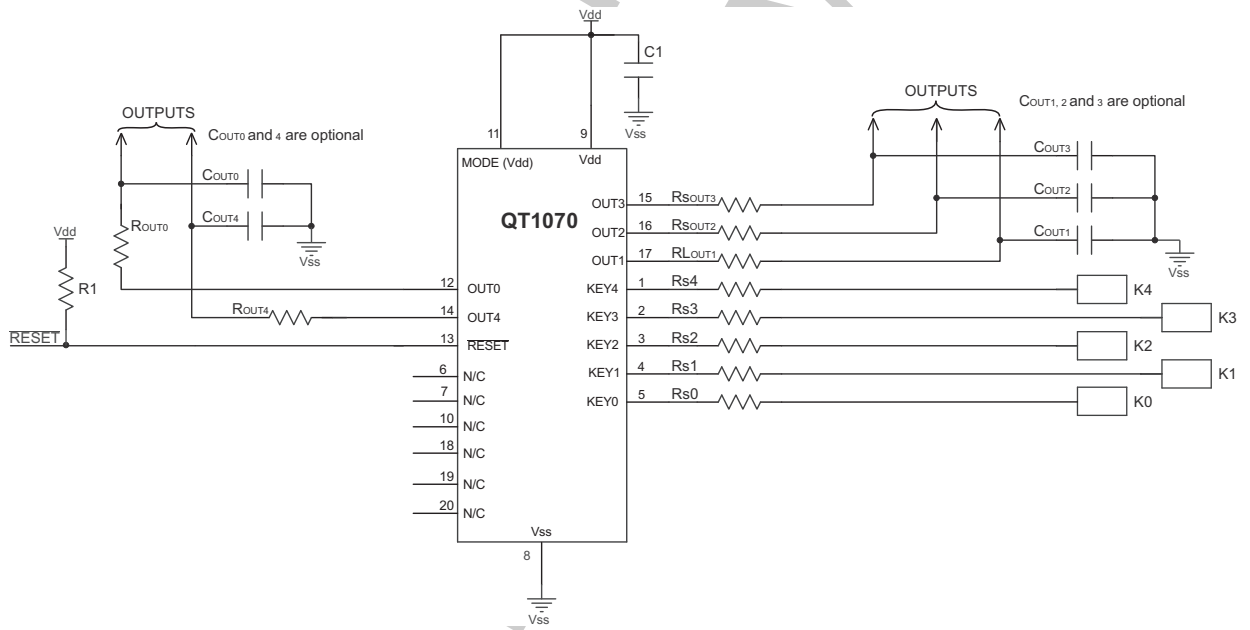 Vdd
C1
Vss
OUTPUTS
COUT0 and 4 are optional
OUTPUTS
COUT1, 2 and 3 are optional
11
9
MODE (Vdd)
Vdd
QT1070
COUT0
COUT4
Vss
ROUT0
Vdd
R1
ROUT4
RESET
COUT3
COUT2
COUT1
Vss
OUT3 15 RSOUT3
OUT2 16 RSOUT2
OUT1 17 RLOUT1
KEY4 1 Rs4 K4
KEY3 2 Rs3 K3
KEY2 3 Rs2 K2
KEY1 4 Rs1 K1
KEY0 5 Rs0 K0
12 OUT0
14 OUT4
13 RESET
6 N/C
7 N/C
10 N/C
18 N/C
19 N/C
20 N/C
Vss
8
Vss